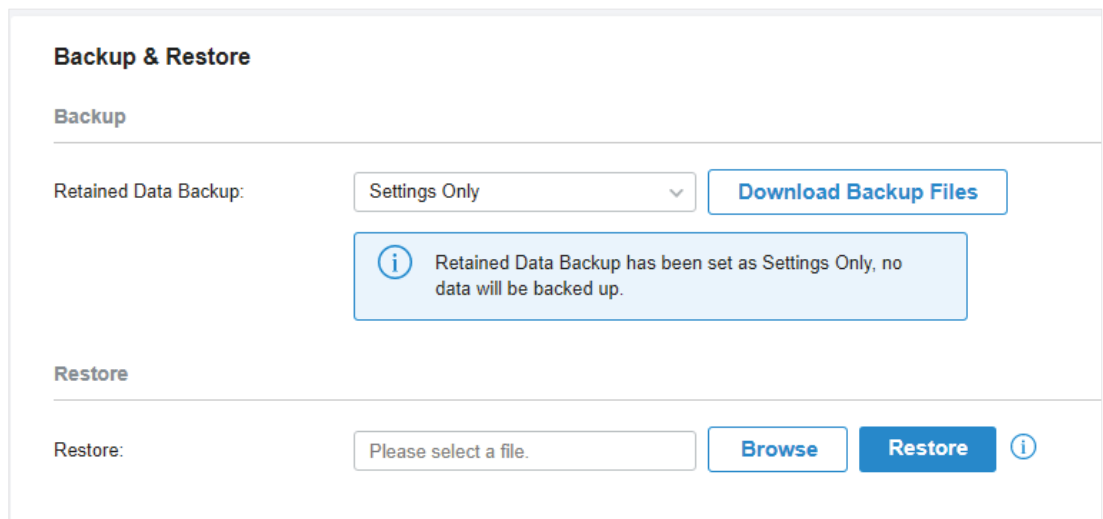 Backup & Restore
Backup
Retained Data Backup:
Settings Only
Download Backup Files
Retained Data Backup has been set as Settings Only, no
data will be backed up.
Restore
Restore:
Please select a file.
Browse
Restore